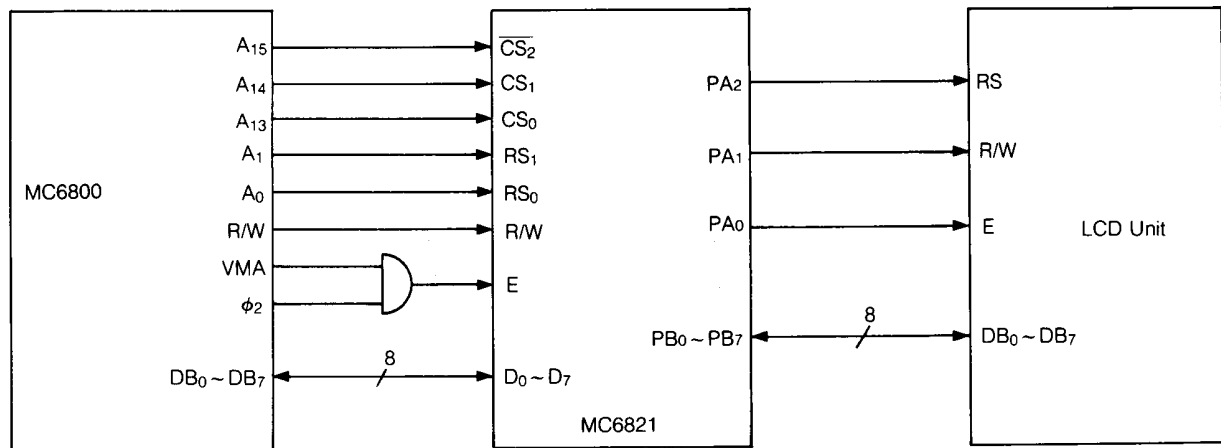 A₁₅ CS₂
A₁₄ CS₁ PA₂ RS
A₁₃ CS₀
A₁ RS₁ PA₁ R/W
MC6800 A₀ RS₀
R/W R/W PA₀ E LCD Unit
VMA
E
ϕ₂
8
PB₀~PB₇ DB₀~DB₇
8
DB₀~DB₇ D₀~D₇
MC6821